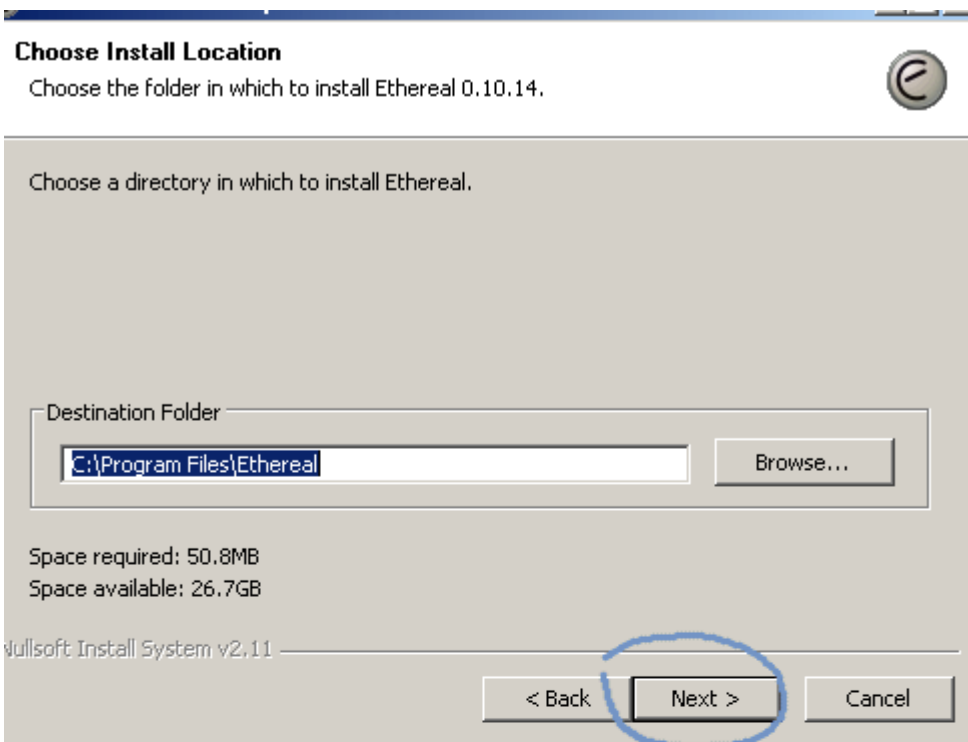 Choose Install Location
Choose the folder in which to install Ethereal 0.10.14.
Choose a directory in which to install Ethereal.
Destination Folder
C:\Program Files\Ethereal
Browse...
Space required: 50.8MB
Space available: 26.7GB
Nullsoft Install System v2.11
< Back
Next >
Cancel